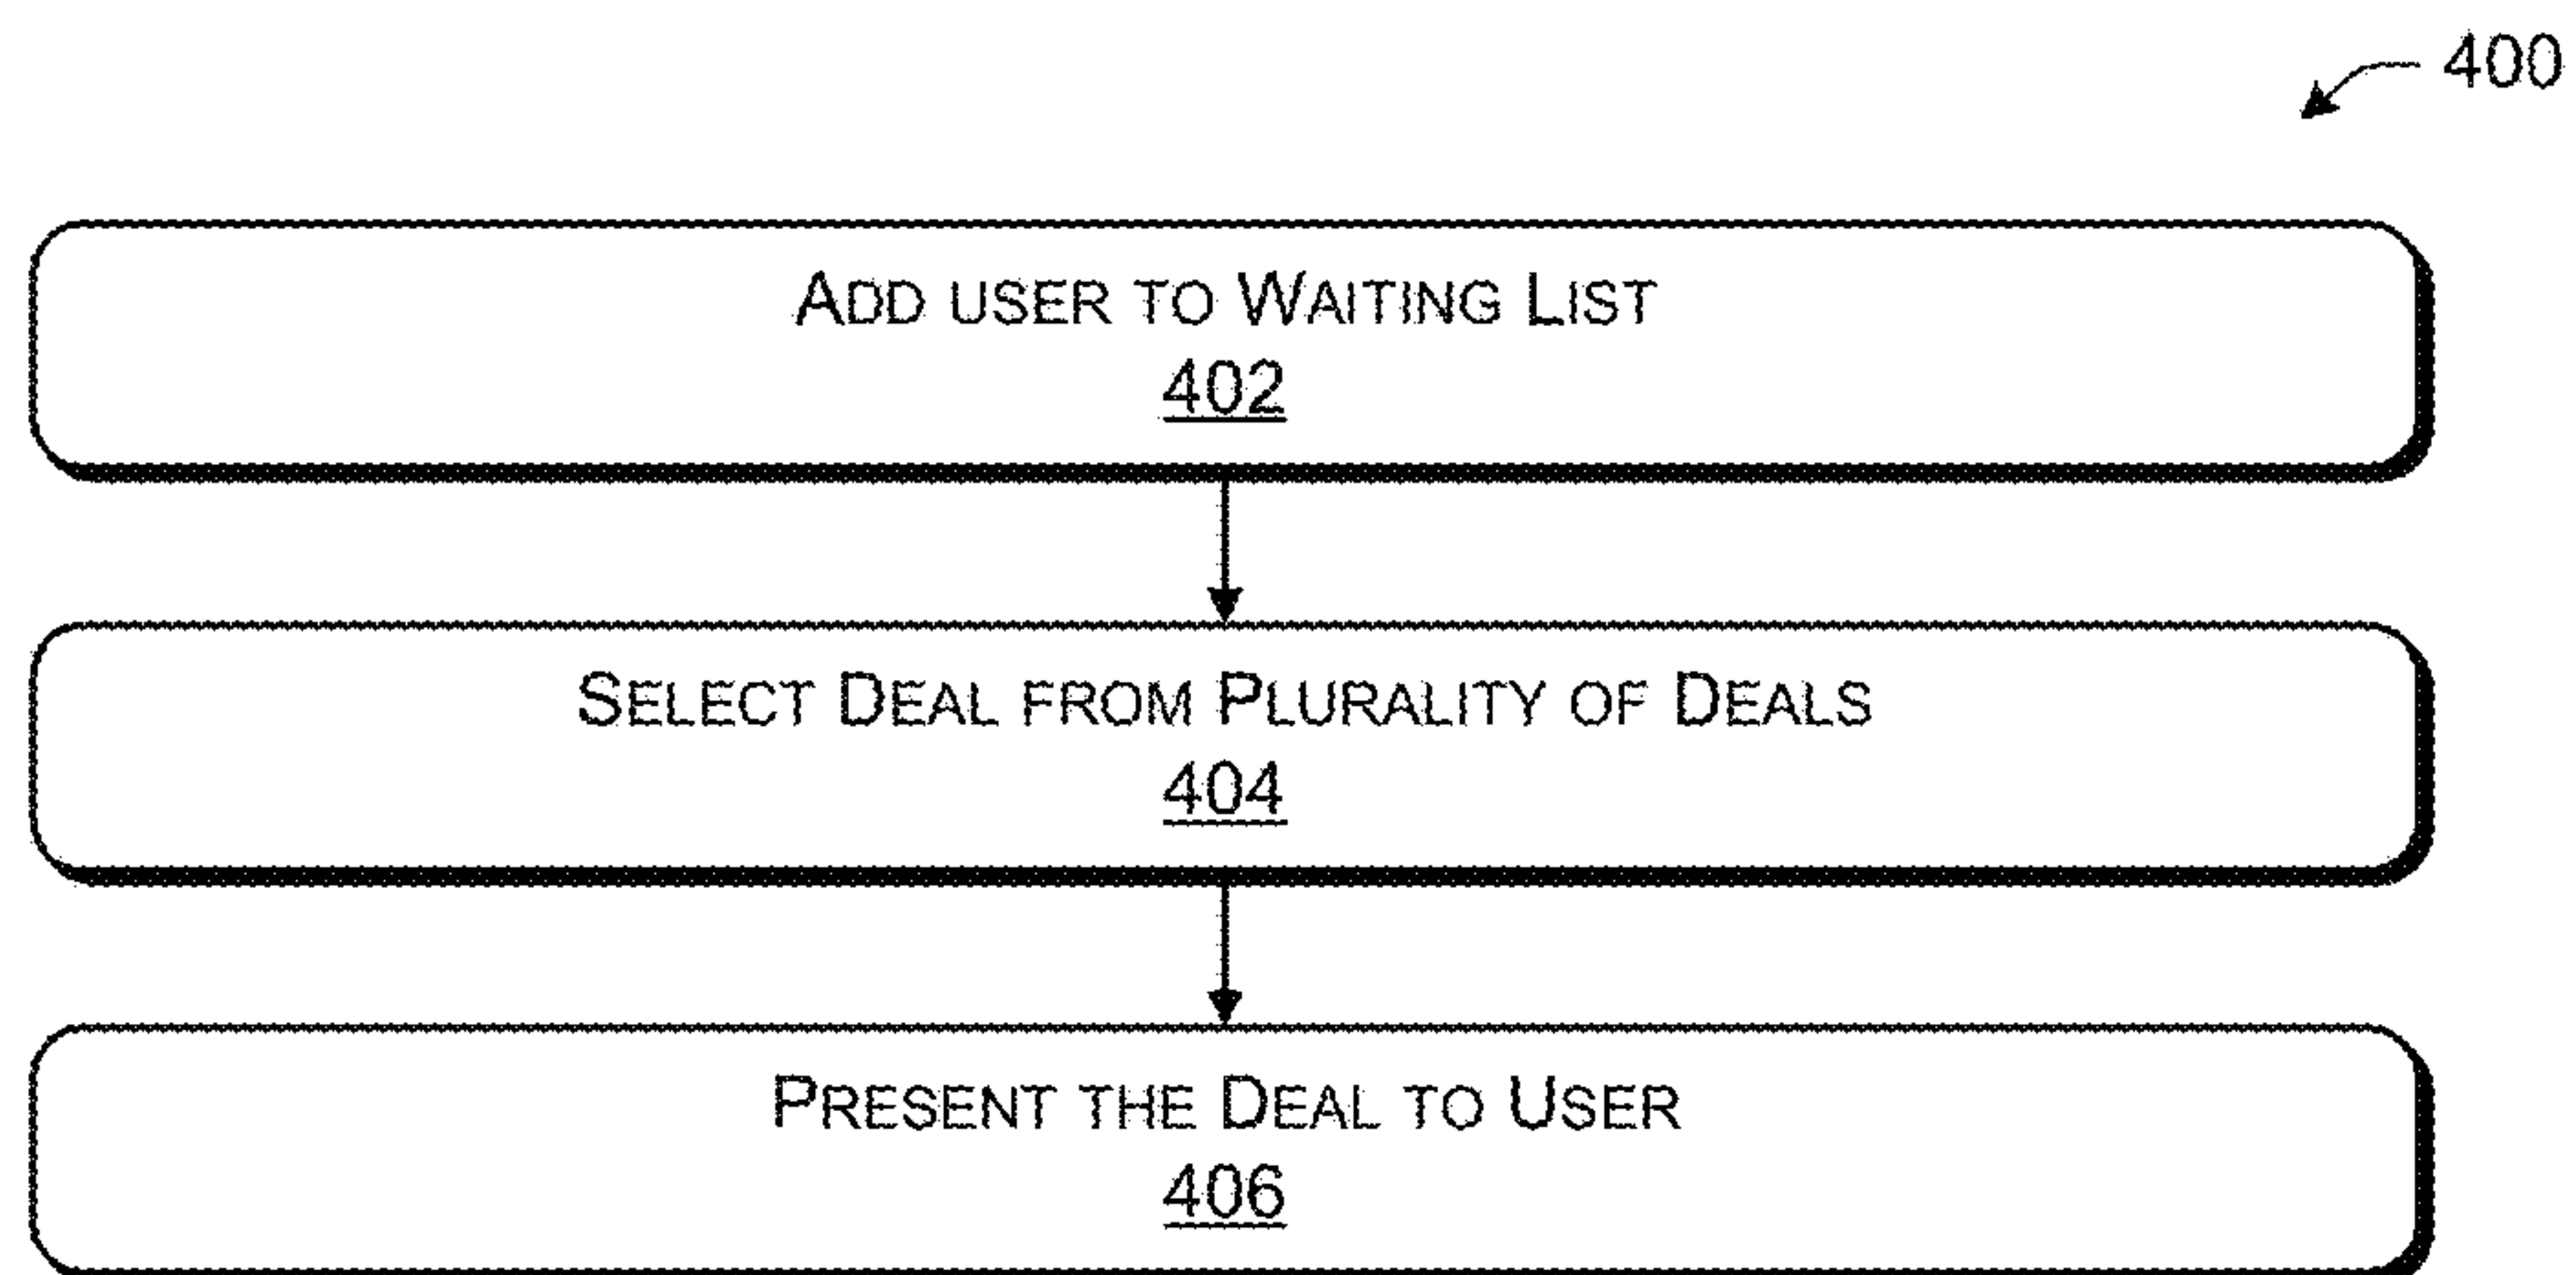 400
ADD USER TO WAITING LIST
402
SELECT DEAL FROM PLURALITY OF DEALS
404
PRESENT THE DEAL TO USER
406